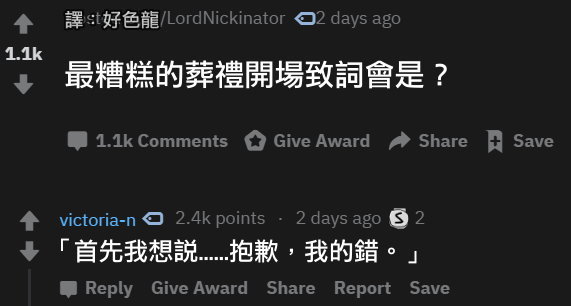 譯：好色龍/LordNickinator 2 days ago
1.1k
最糟糕的葬禮開場致詞會是？
1.1k Comments Give Award Share Save
victoria-n 2.4k points · 2 days ago S 2
「首先我想説......抱歉，我的錯。」
Reply Give Award Share Report Save